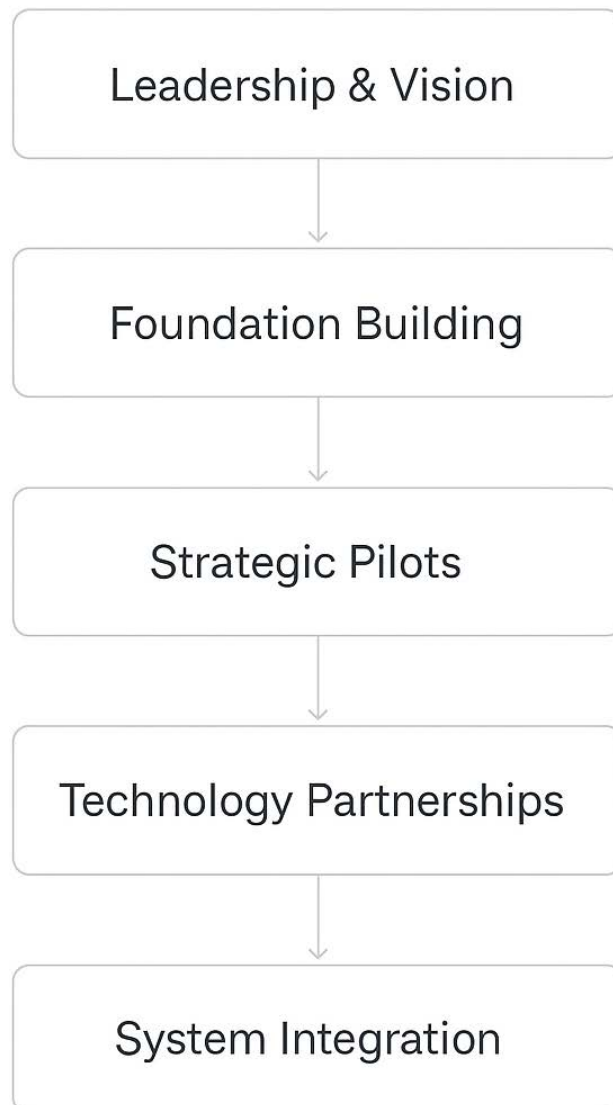 Leadership & Vision
Foundation Building
Strategic Pilots
Technology Partnerships
System Integration